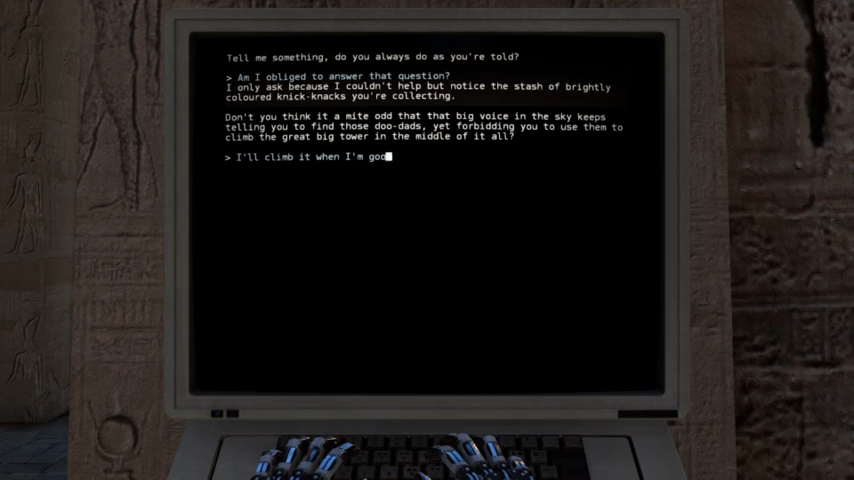 Tell me something, do you always do as you're told?
> Am I obliged to answer that question?
I only ask because I couldn't help but notice the stash of brightly
coloured knick-knacks you're collecting.
Don't you think it a mite odd that that big voice in the sky keeps
telling you to find those doo-dads, yet forbidding you to use them to
climb the great big tower in the middle of it all?
> I'll climb it when I'm goo